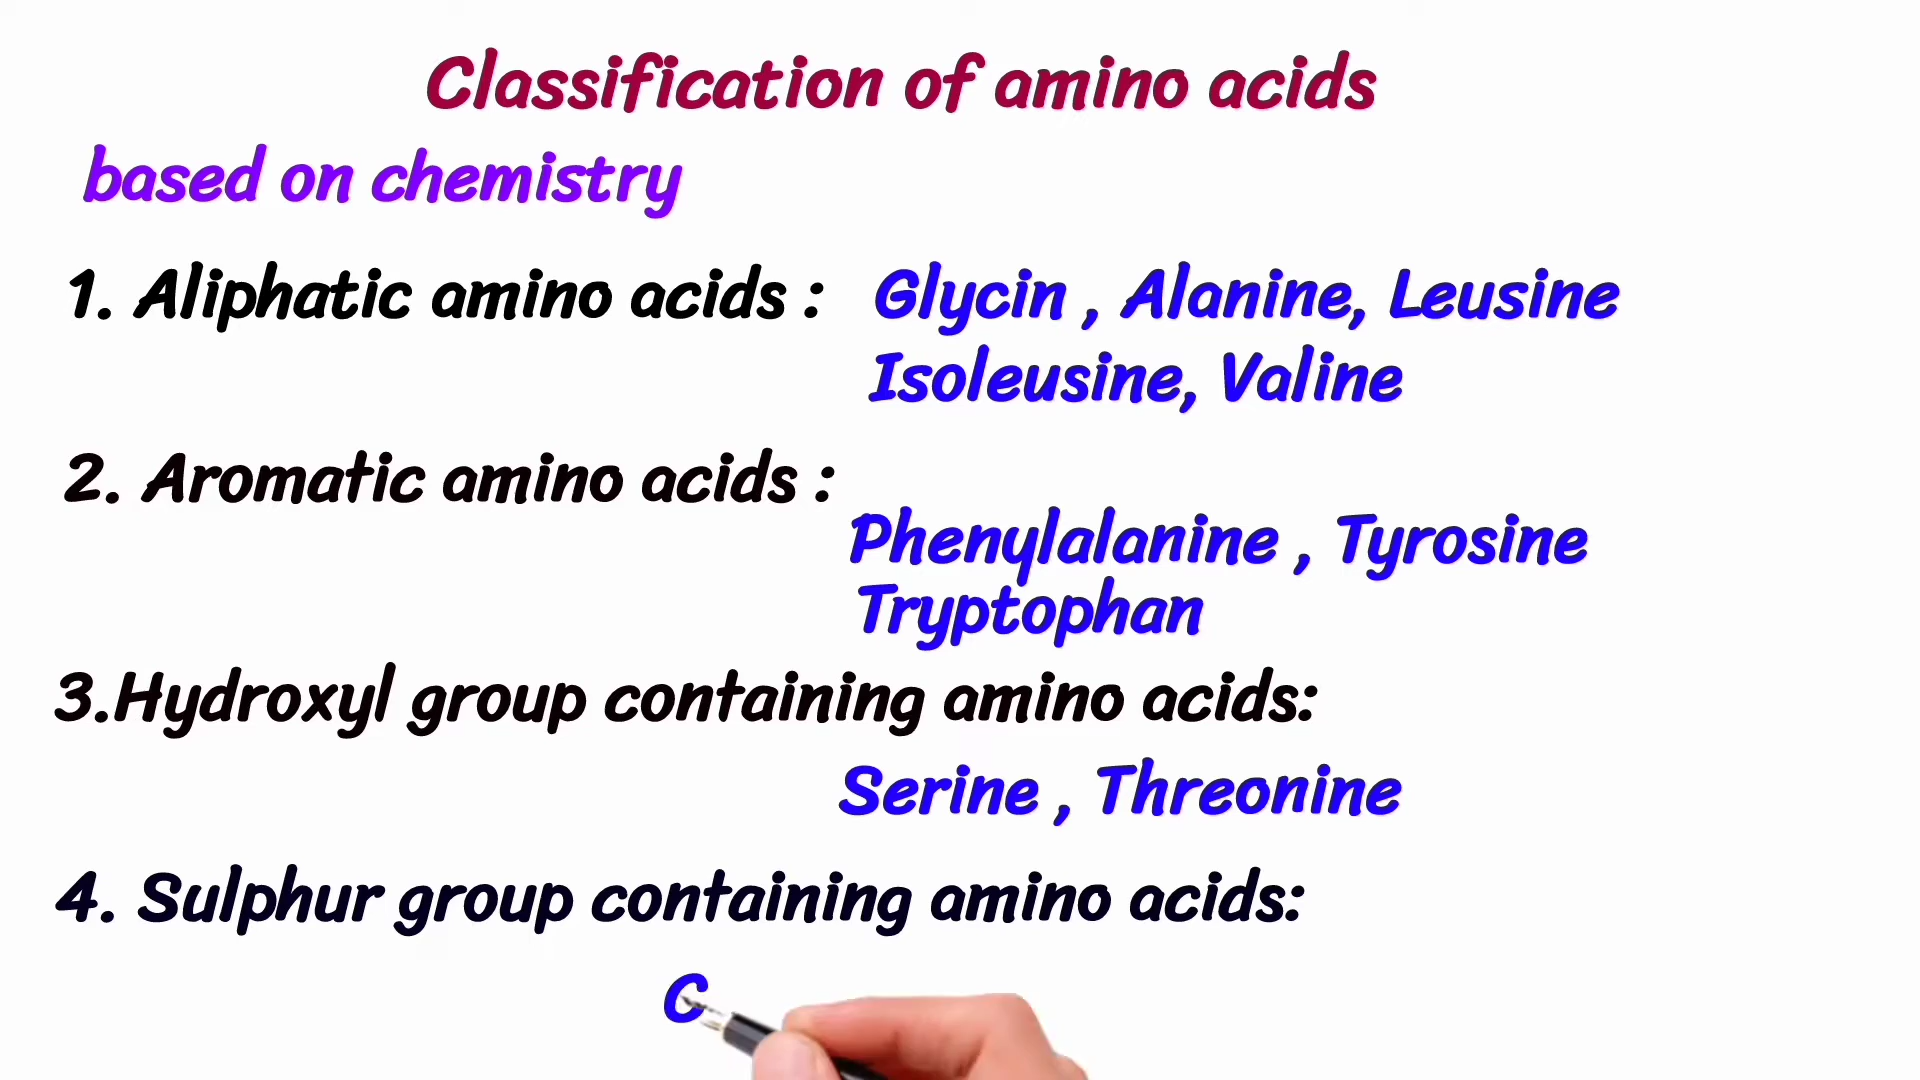 Classification of amino acids
based on chemistry
1. Aliphatic amino acids : Glycin , Alanine, Leusine
Isoleusine, Valine
2. Aromatic amino acids :
Phenylalanine , Tyrosine
Tryptophan
3.Hydroxyl group containing amino acids:
Serine , Threonine
4. Sulphur group containing amino acids:
C